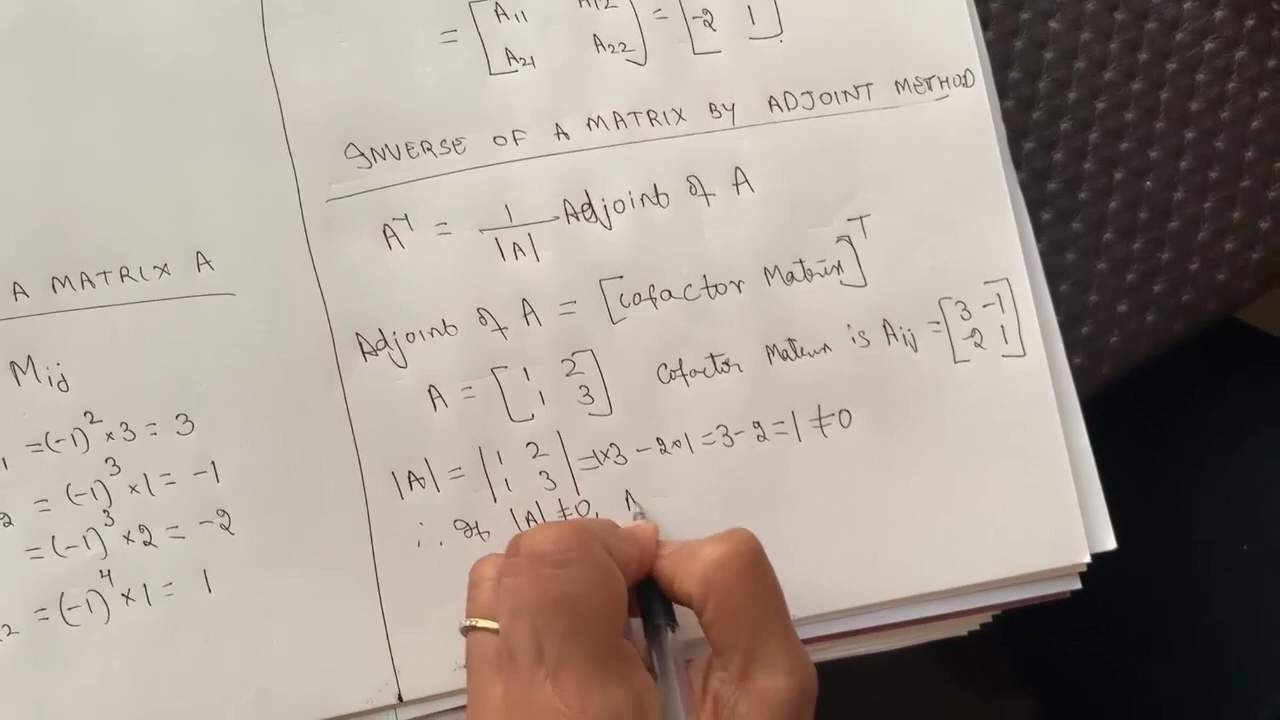 A MATRIX A
Mij
= (-1)² × 3 = 3
= (-1)³ × 1 = -1
= (-1)³ × 2 = -2
2 = (-1)⁴ × 1 = 1
= [A₁₁ A₁₂
A₂₁ A₂₂] = [
-2 1]
INVERSE OF A MATRIX BY ADJOINT METHOD
A⁻¹ = 1/|A| Adjoint of A
Adjoint of A = [cofactor Matrix]ᵀ
A = [1 2
1 3] Cofactor Matrix is Aij = [3 -1
-2 1]
|A| = |1 2
1 3| = 1×3 - 2×1 = 3-2 = 1 ≠ 0
∴ If |A| ≠ 0, A